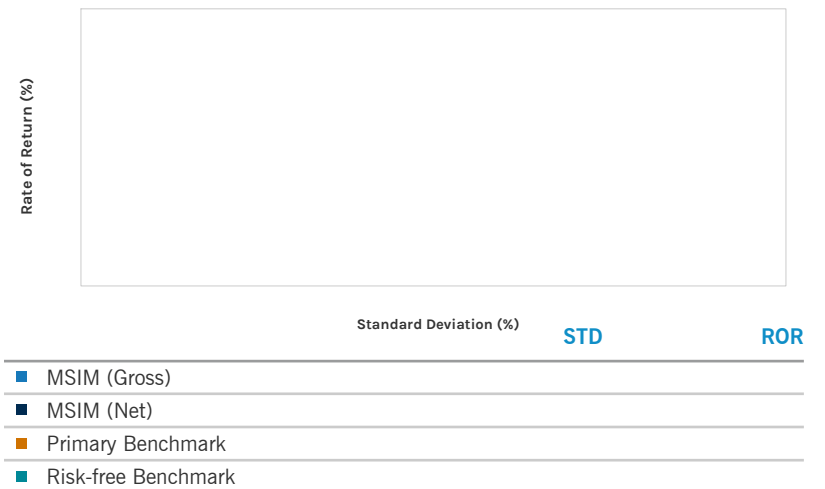 Rate of Return (%)
Standard Deviation (%)
STD ROR
MSIM (Gross)
MSIM (Net)
Primary Benchmark
Risk-free Benchmark